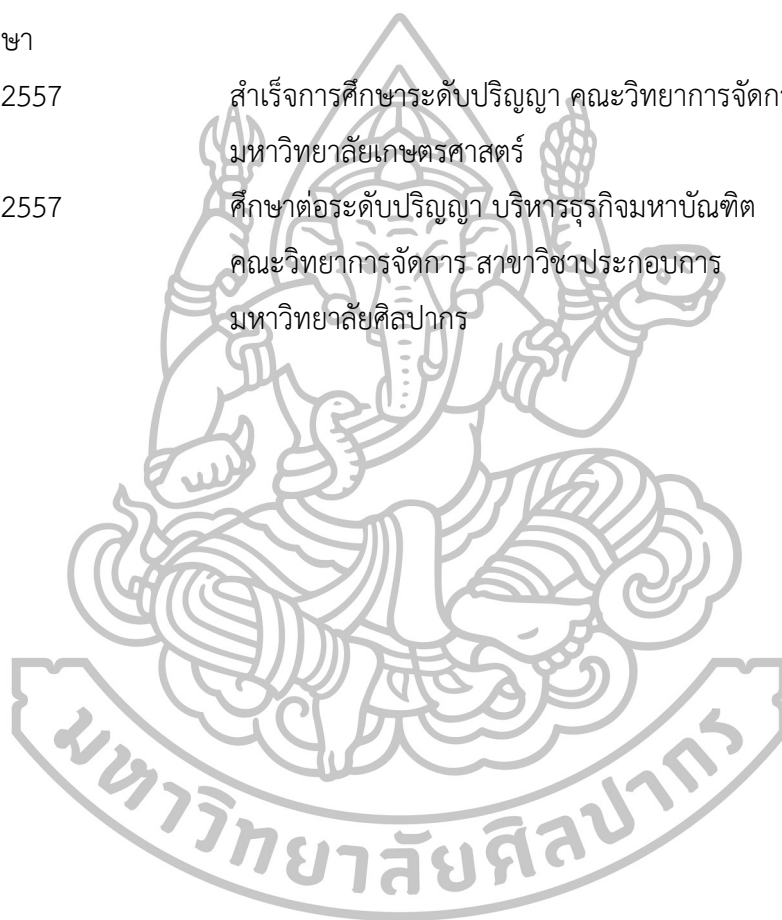 ษา
2557 สำเร็จการศึกษาระดับปริญญา คณะวิทยาการจัดการ
มหาวิทยาลัยเกษตรศาสตร์
2557 ศึกษาต่อระดับปริญญา บริหารธุรกิจมหาบัณฑิต
คณะวิทยาการจัดการ สาขาวิชาประกอบการ
มหาวิทยาลัยศิลปากร
มหาวิทยาลัยศิลปากร